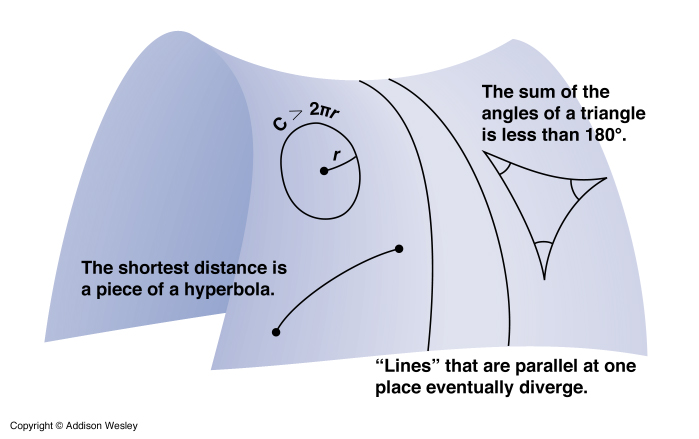 C > 2πr
r
The sum of the
angles of a triangle
is less than 180°.
The shortest distance is
a piece of a hyperbola.
“Lines” that are parallel at one
place eventually diverge.
Copyright © Addison Wesley